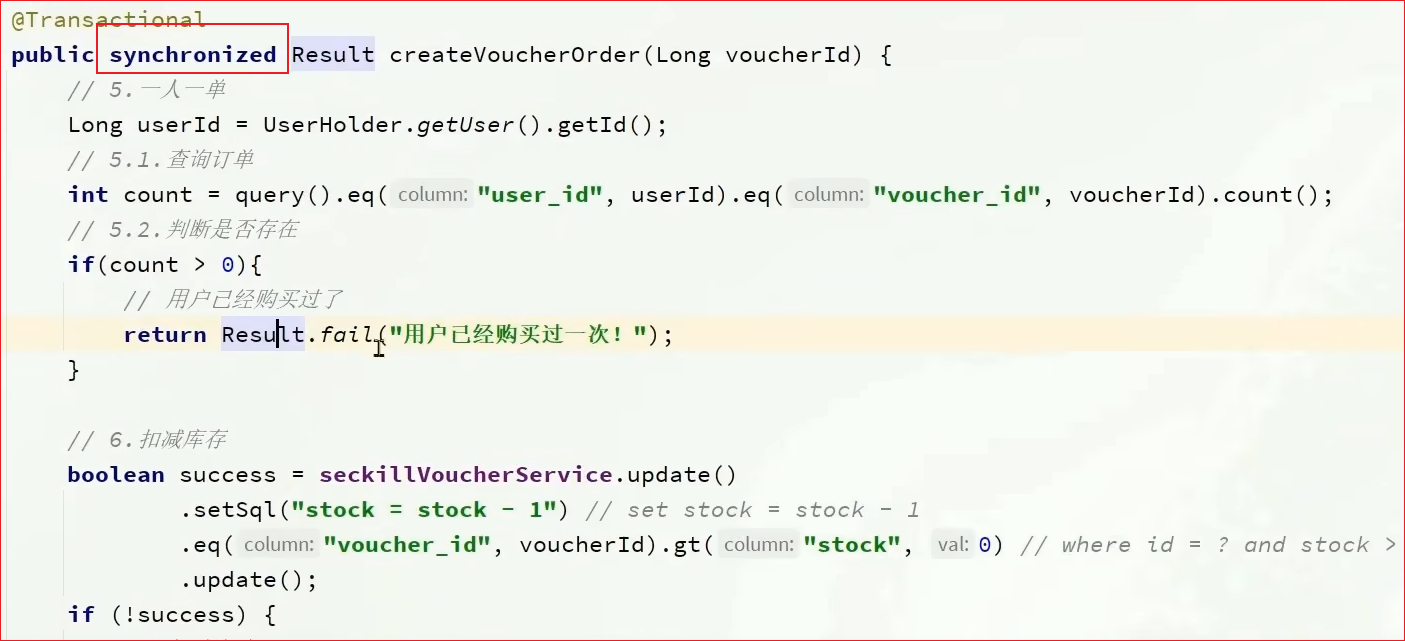 @Transactional
public synchronized Result createVoucherOrder(Long voucherId) {
// 5.一人一单
Long userId = UserHolder.getUser().getId();
// 5.1.查询订单
int count = query().eq( column: "user_id", userId).eq( column: "voucher_id", voucherId).count();
// 5.2.判断是否存在
if(count > 0){
// 用户已经购买过了
return Result.fail("用户已经购买过一次！");
}
// 6.扣减库存
boolean success = seckillVoucherService.update()
.setSql("stock = stock - 1") // set stock = stock - 1
.eq( column: "voucher_id", voucherId).gt( column: "stock", val: 0) // where id = ? and stock >
.update();
if (!success) {